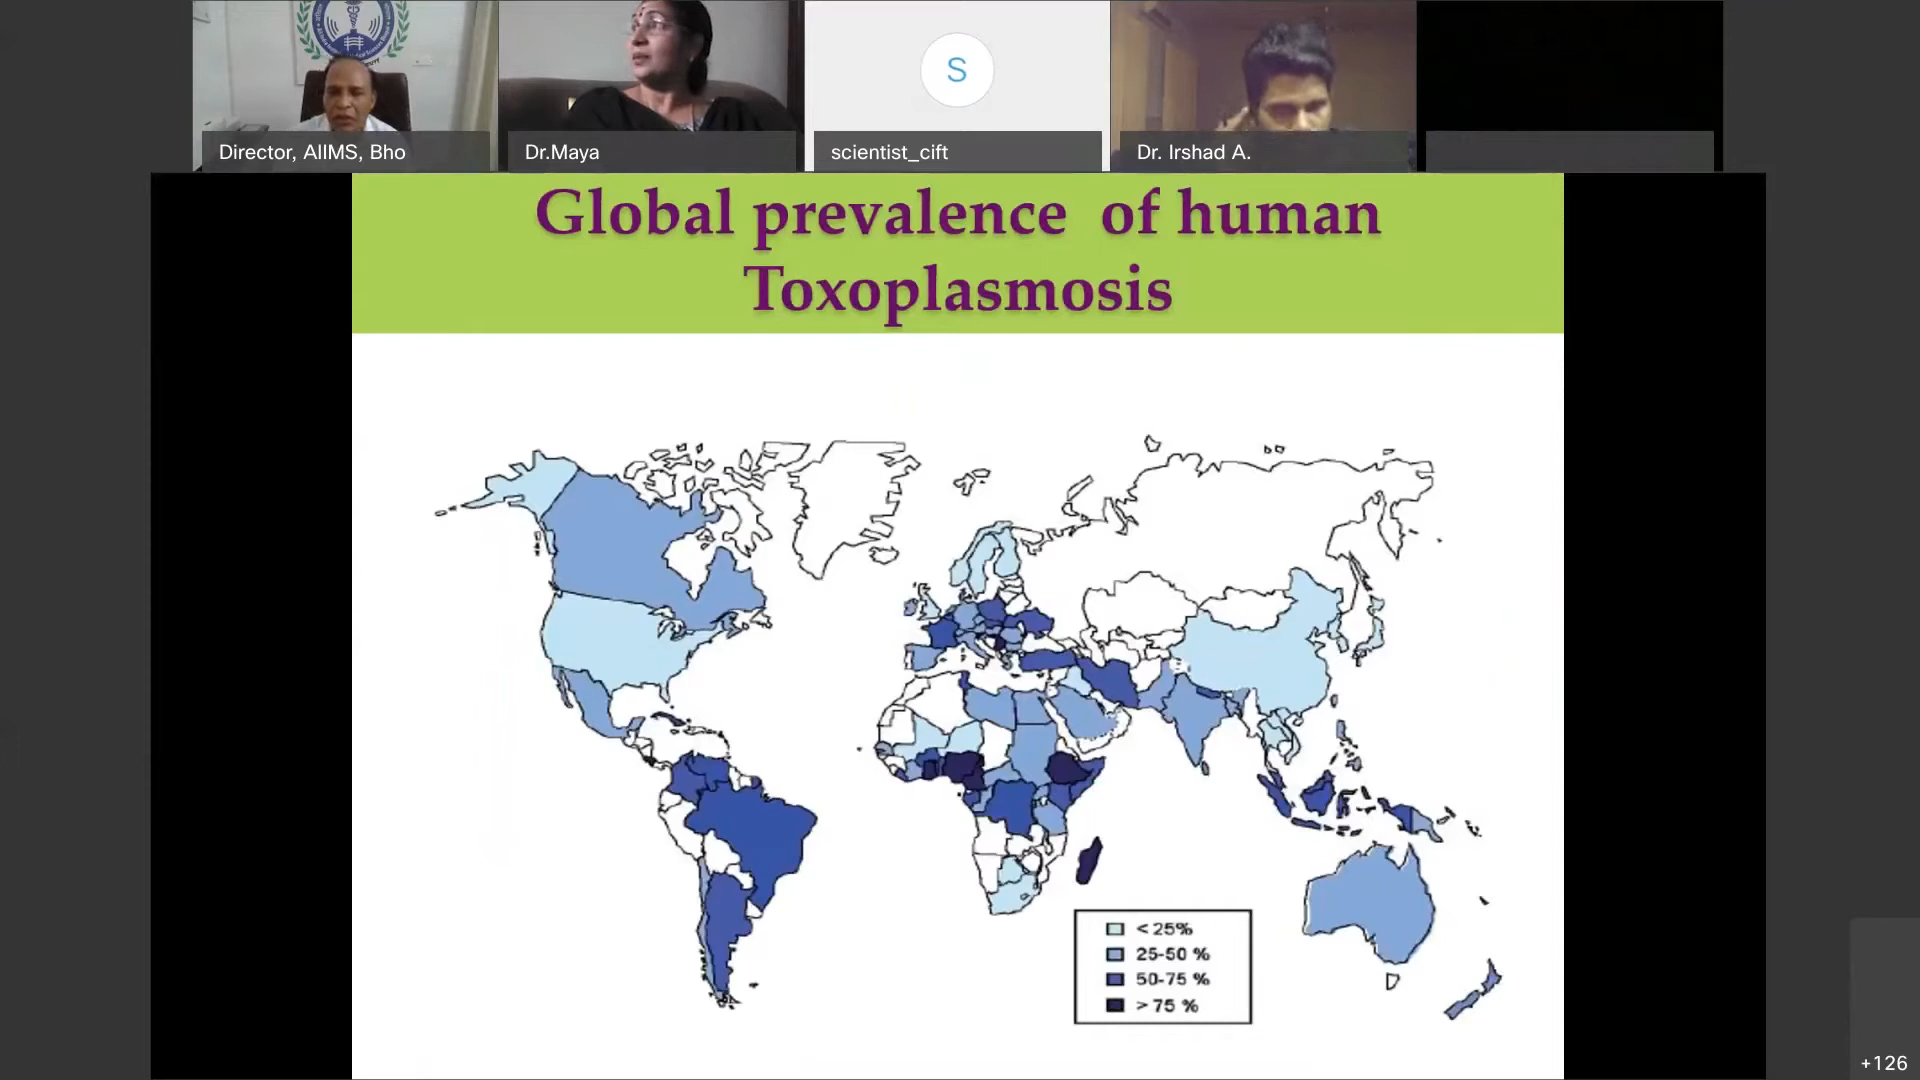 Director, AIIMS, Bho
Dr.Maya
S
scientist_cift
Dr. Irshad A.
Global prevalence of human
Toxoplasmosis
< 25%
25-50 %
50-75 %
> 75 %
+126